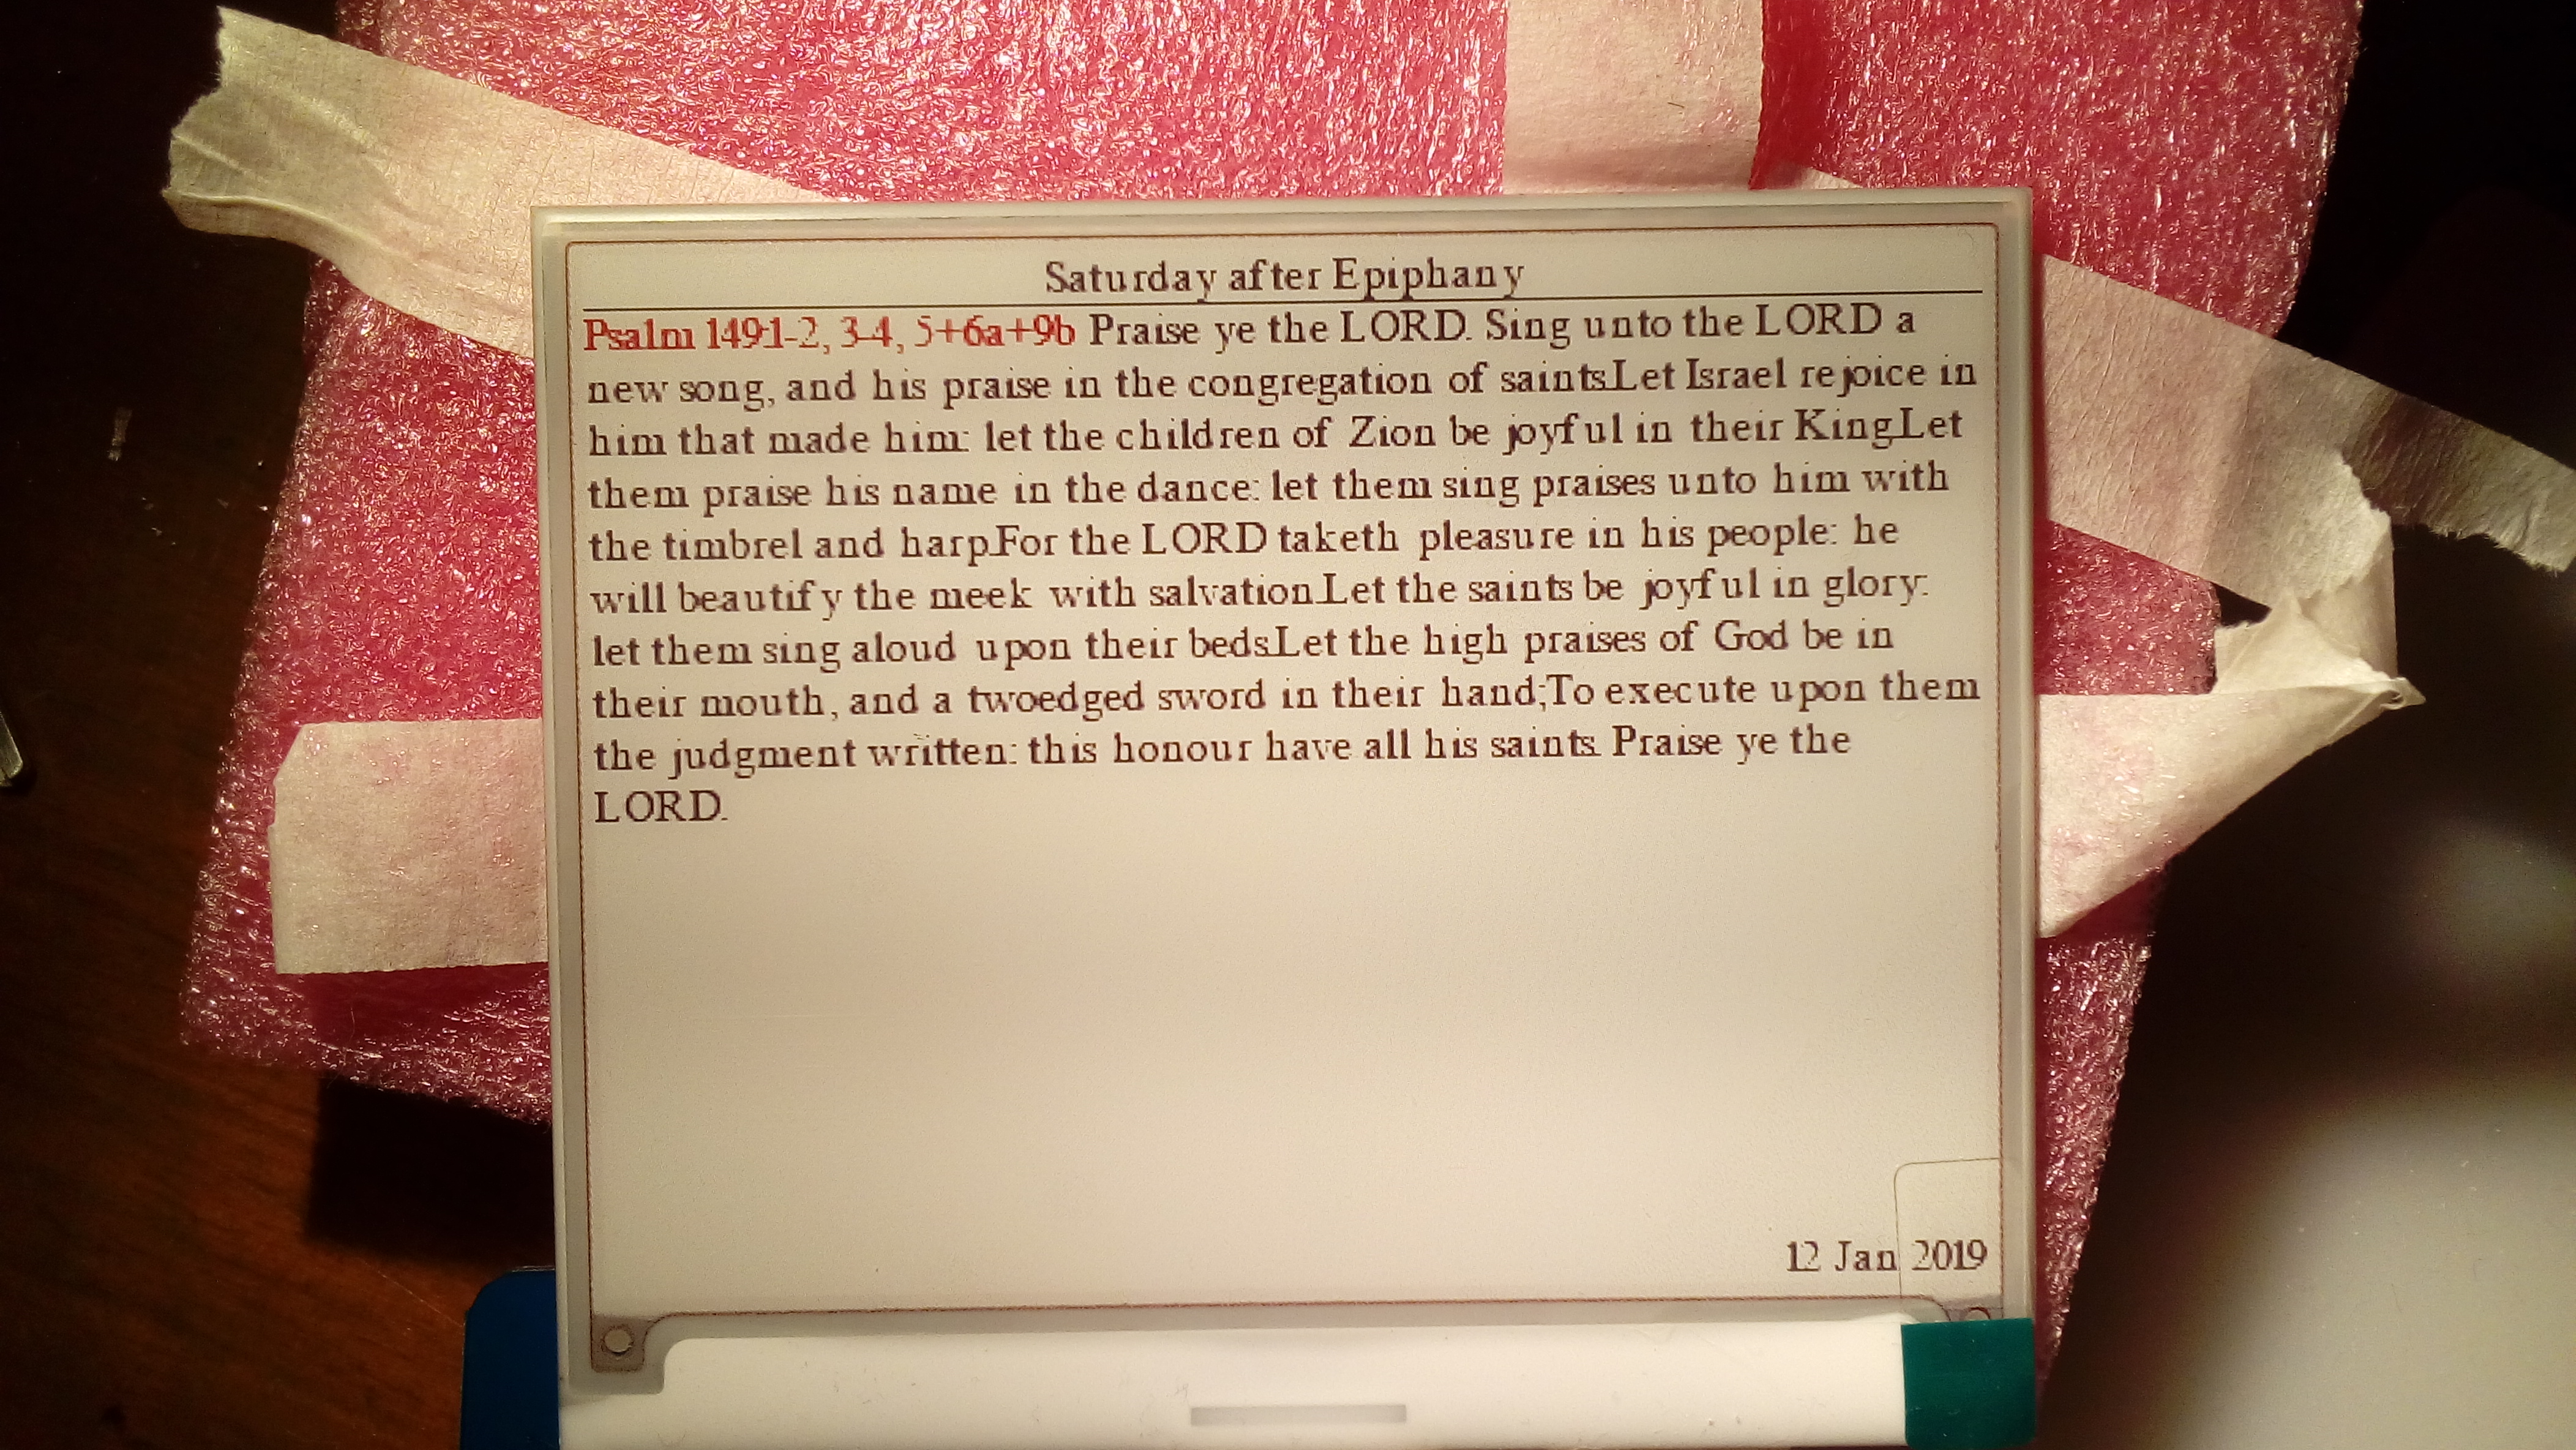 Saturday after Epiphany
Psalm 149:1-2, 3-4, 5+6a+9b Praise ye the LORD. Sing unto the LORD a
new song, and his praise in the congregation of saints.Let Israel rejoice in
him that made him: let the children of Zion be joyful in their King.Let
them praise his name in the dance: let them sing praises unto him with
the timbrel and harp.For the LORD taketh pleasure in his people: he
will beautify the meek with salvation.Let the saints be joyful in glory:
let them sing aloud upon their beds.Let the high praises of God be in
their mouth, and a twoedged sword in their hand;To execute upon them
the judgment written: this honour have all his saints. Praise ye the
LORD.
12 Jan 2019